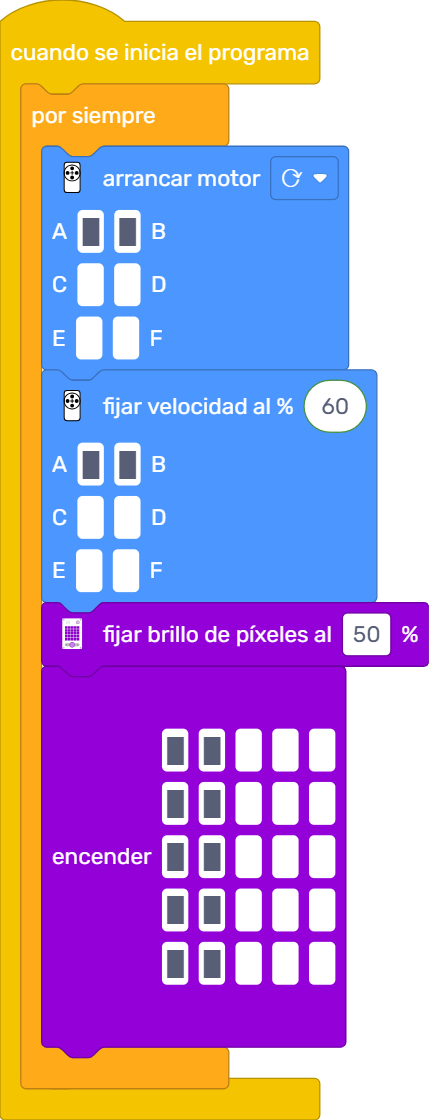 cuando se inicia el programa
por siempre
arrancar motor
A B
C D
E F
fijar velocidad al % 60
A B
C D
E F
fijar brillo de píxeles al 50 %
encender